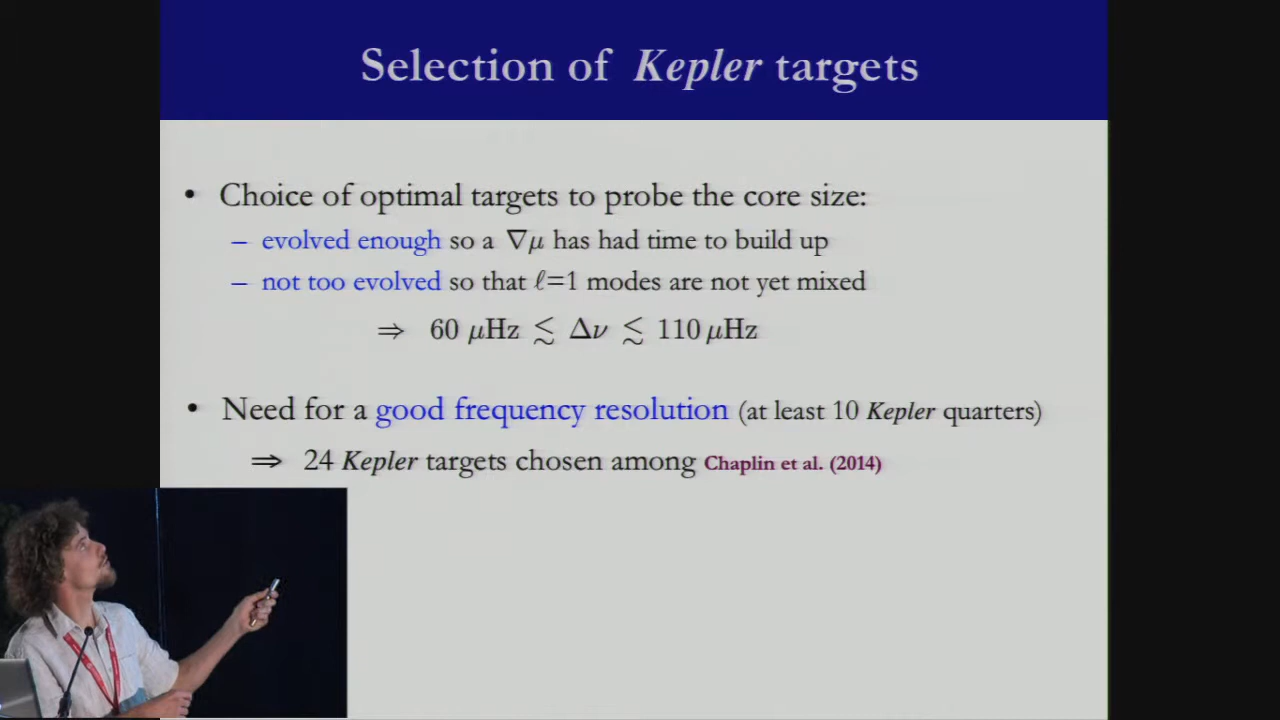 Selection of Kepler targets
• Choice of optimal targets to probe the core size:
– evolved enough so a ∇μ has had time to build up
– not too evolved so that ℓ=1 modes are not yet mixed
⇒ 60 μHz ≲ Δν ≲ 110 μHz
• Need for a good frequency resolution (at least 10 Kepler quarters)
⇒ 24 Kepler targets chosen among Chaplin et al. (2014)